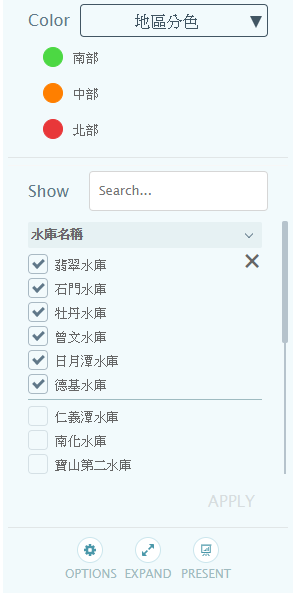 Color 地區分色
南部
中部
北部
Show Search...
水庫名稱
翡翠水庫
石門水庫
牡丹水庫
曾文水庫
日月潭水庫
德基水庫
仁義潭水庫
南化水庫
寶山第二水庫
APPLY
OPTIONS EXPAND PRESENT